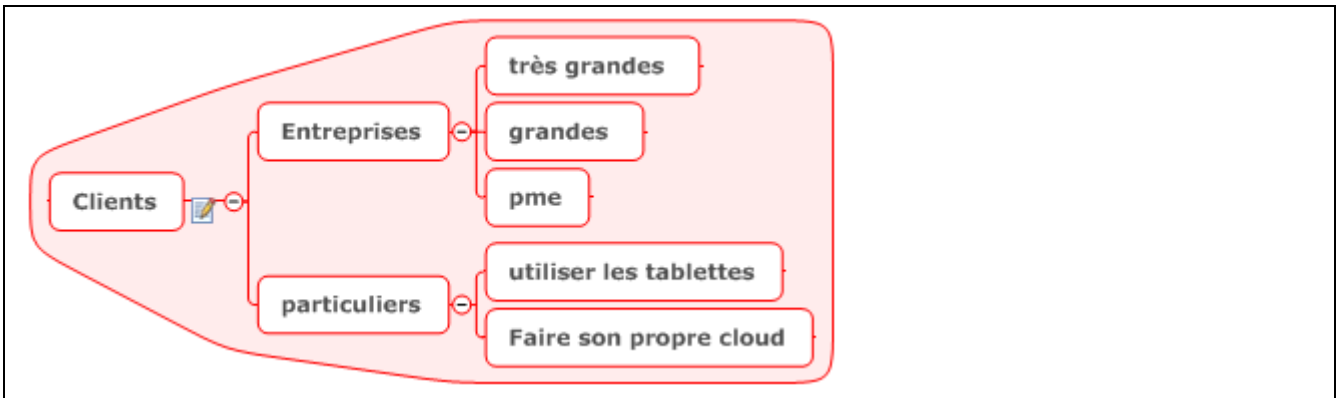 Clients
Entreprises
très grandes
grandes
pme
particuliers
utiliser les tablettes
Faire son propre cloud